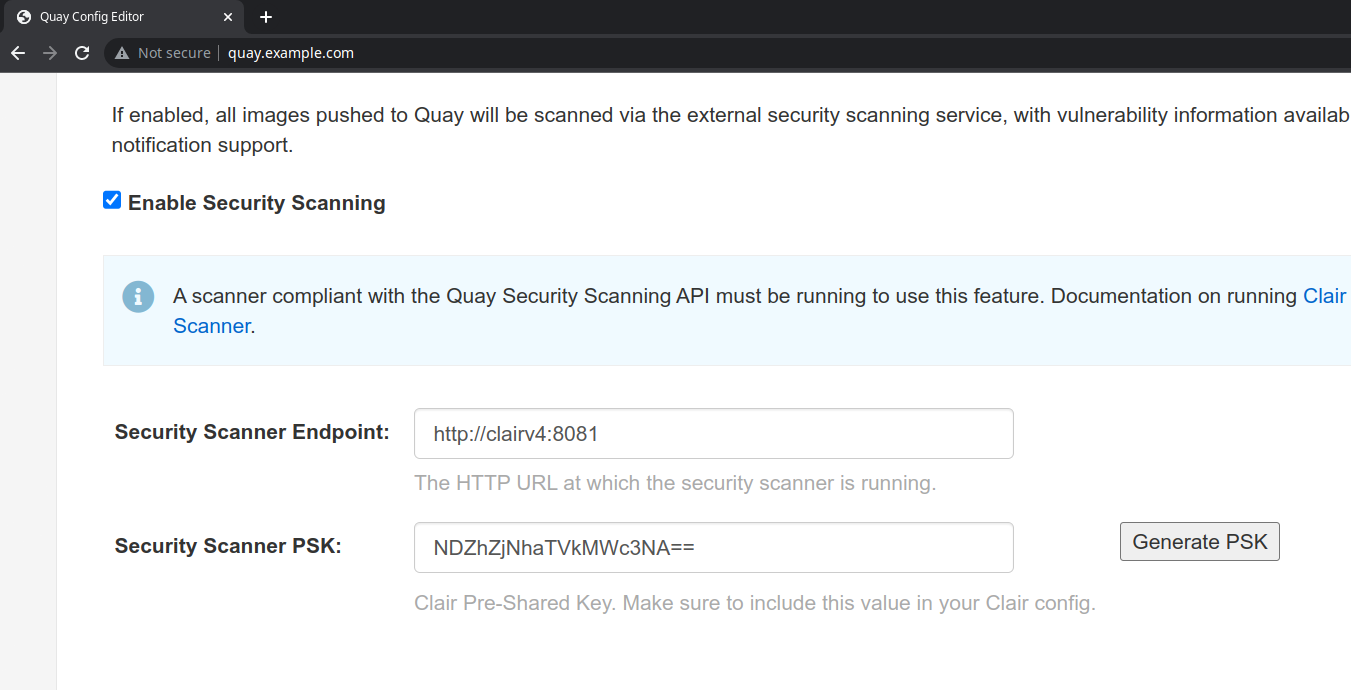 Quay Config Editor
Not secure quay.example.com
If enabled, all images pushed to Quay will be scanned via the external security scanning service, with vulnerability information availab
notification support.
Enable Security Scanning
A scanner compliant with the Quay Security Scanning API must be running to use this feature. Documentation on running Clair
Scanner.
Security Scanner Endpoint: http://clairv4:8081
The HTTP URL at which the security scanner is running.
Security Scanner PSK: NDZhZjNhaTVkMWc3NA== Generate PSK
Clair Pre-Shared Key. Make sure to include this value in your Clair config.